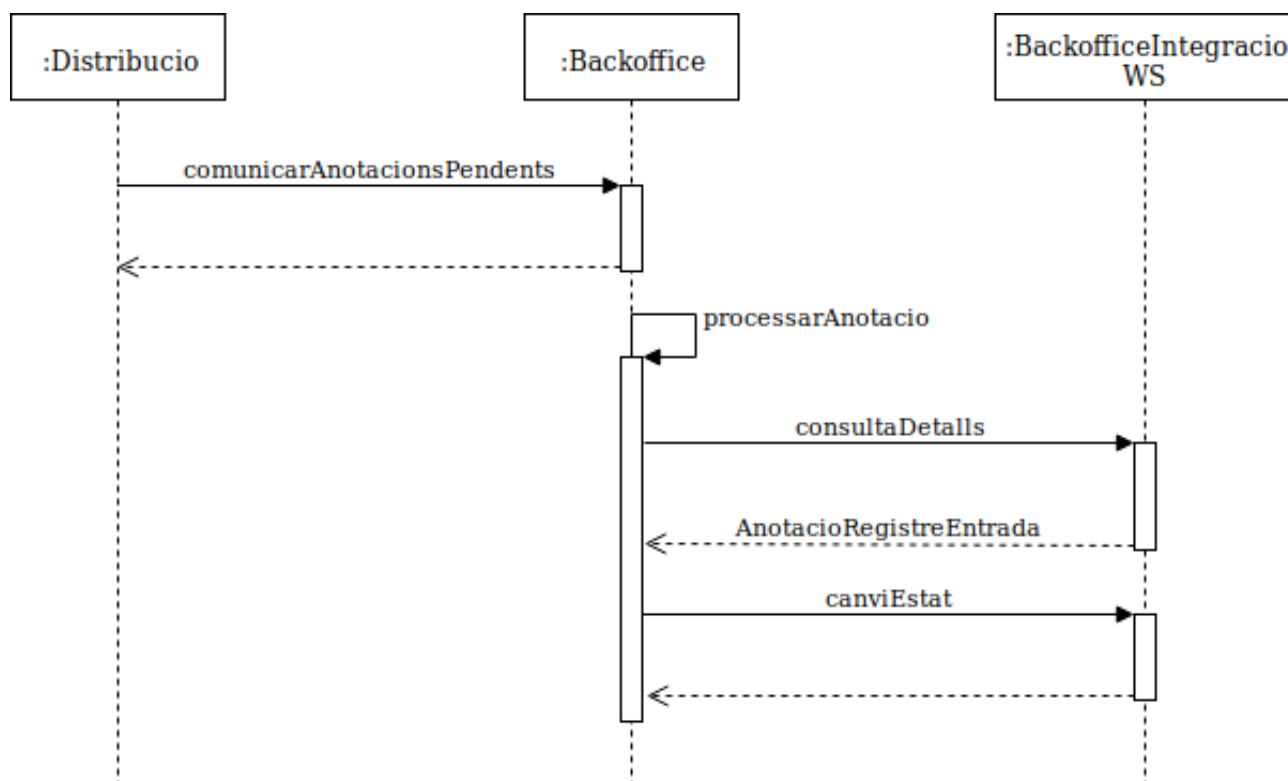 :Distribucio
:Backoffice
:BackofficeIntegracio
WS
comunicarAnotacionsPendents
processarAnotacio
consultaDetalls
AnotacioRegistreEntrada
canviEstat